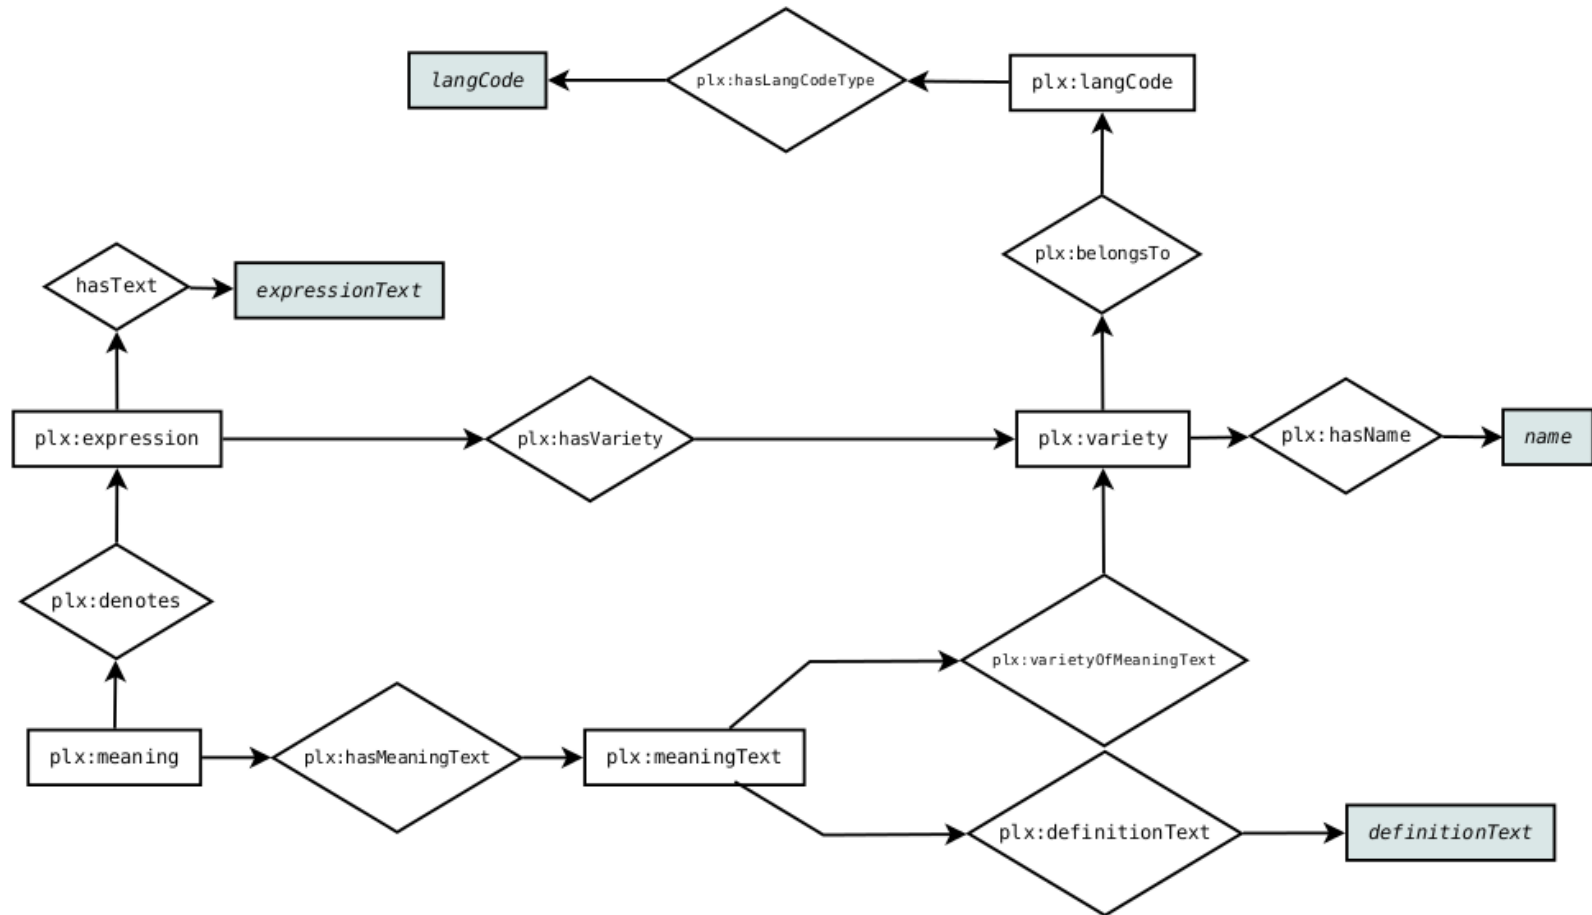 langCode
plx:hasLangCodeType
plx:langCode
plx:belongsTo
hasText
expressionText
plx:expression
plx:hasVariety
plx:variety
plx:hasName
name
plx:denotes
plx:varietyOfMeaningText
plx:meaning
plx:hasMeaningText
plx:meaningText
plx:definitionText
definitionText